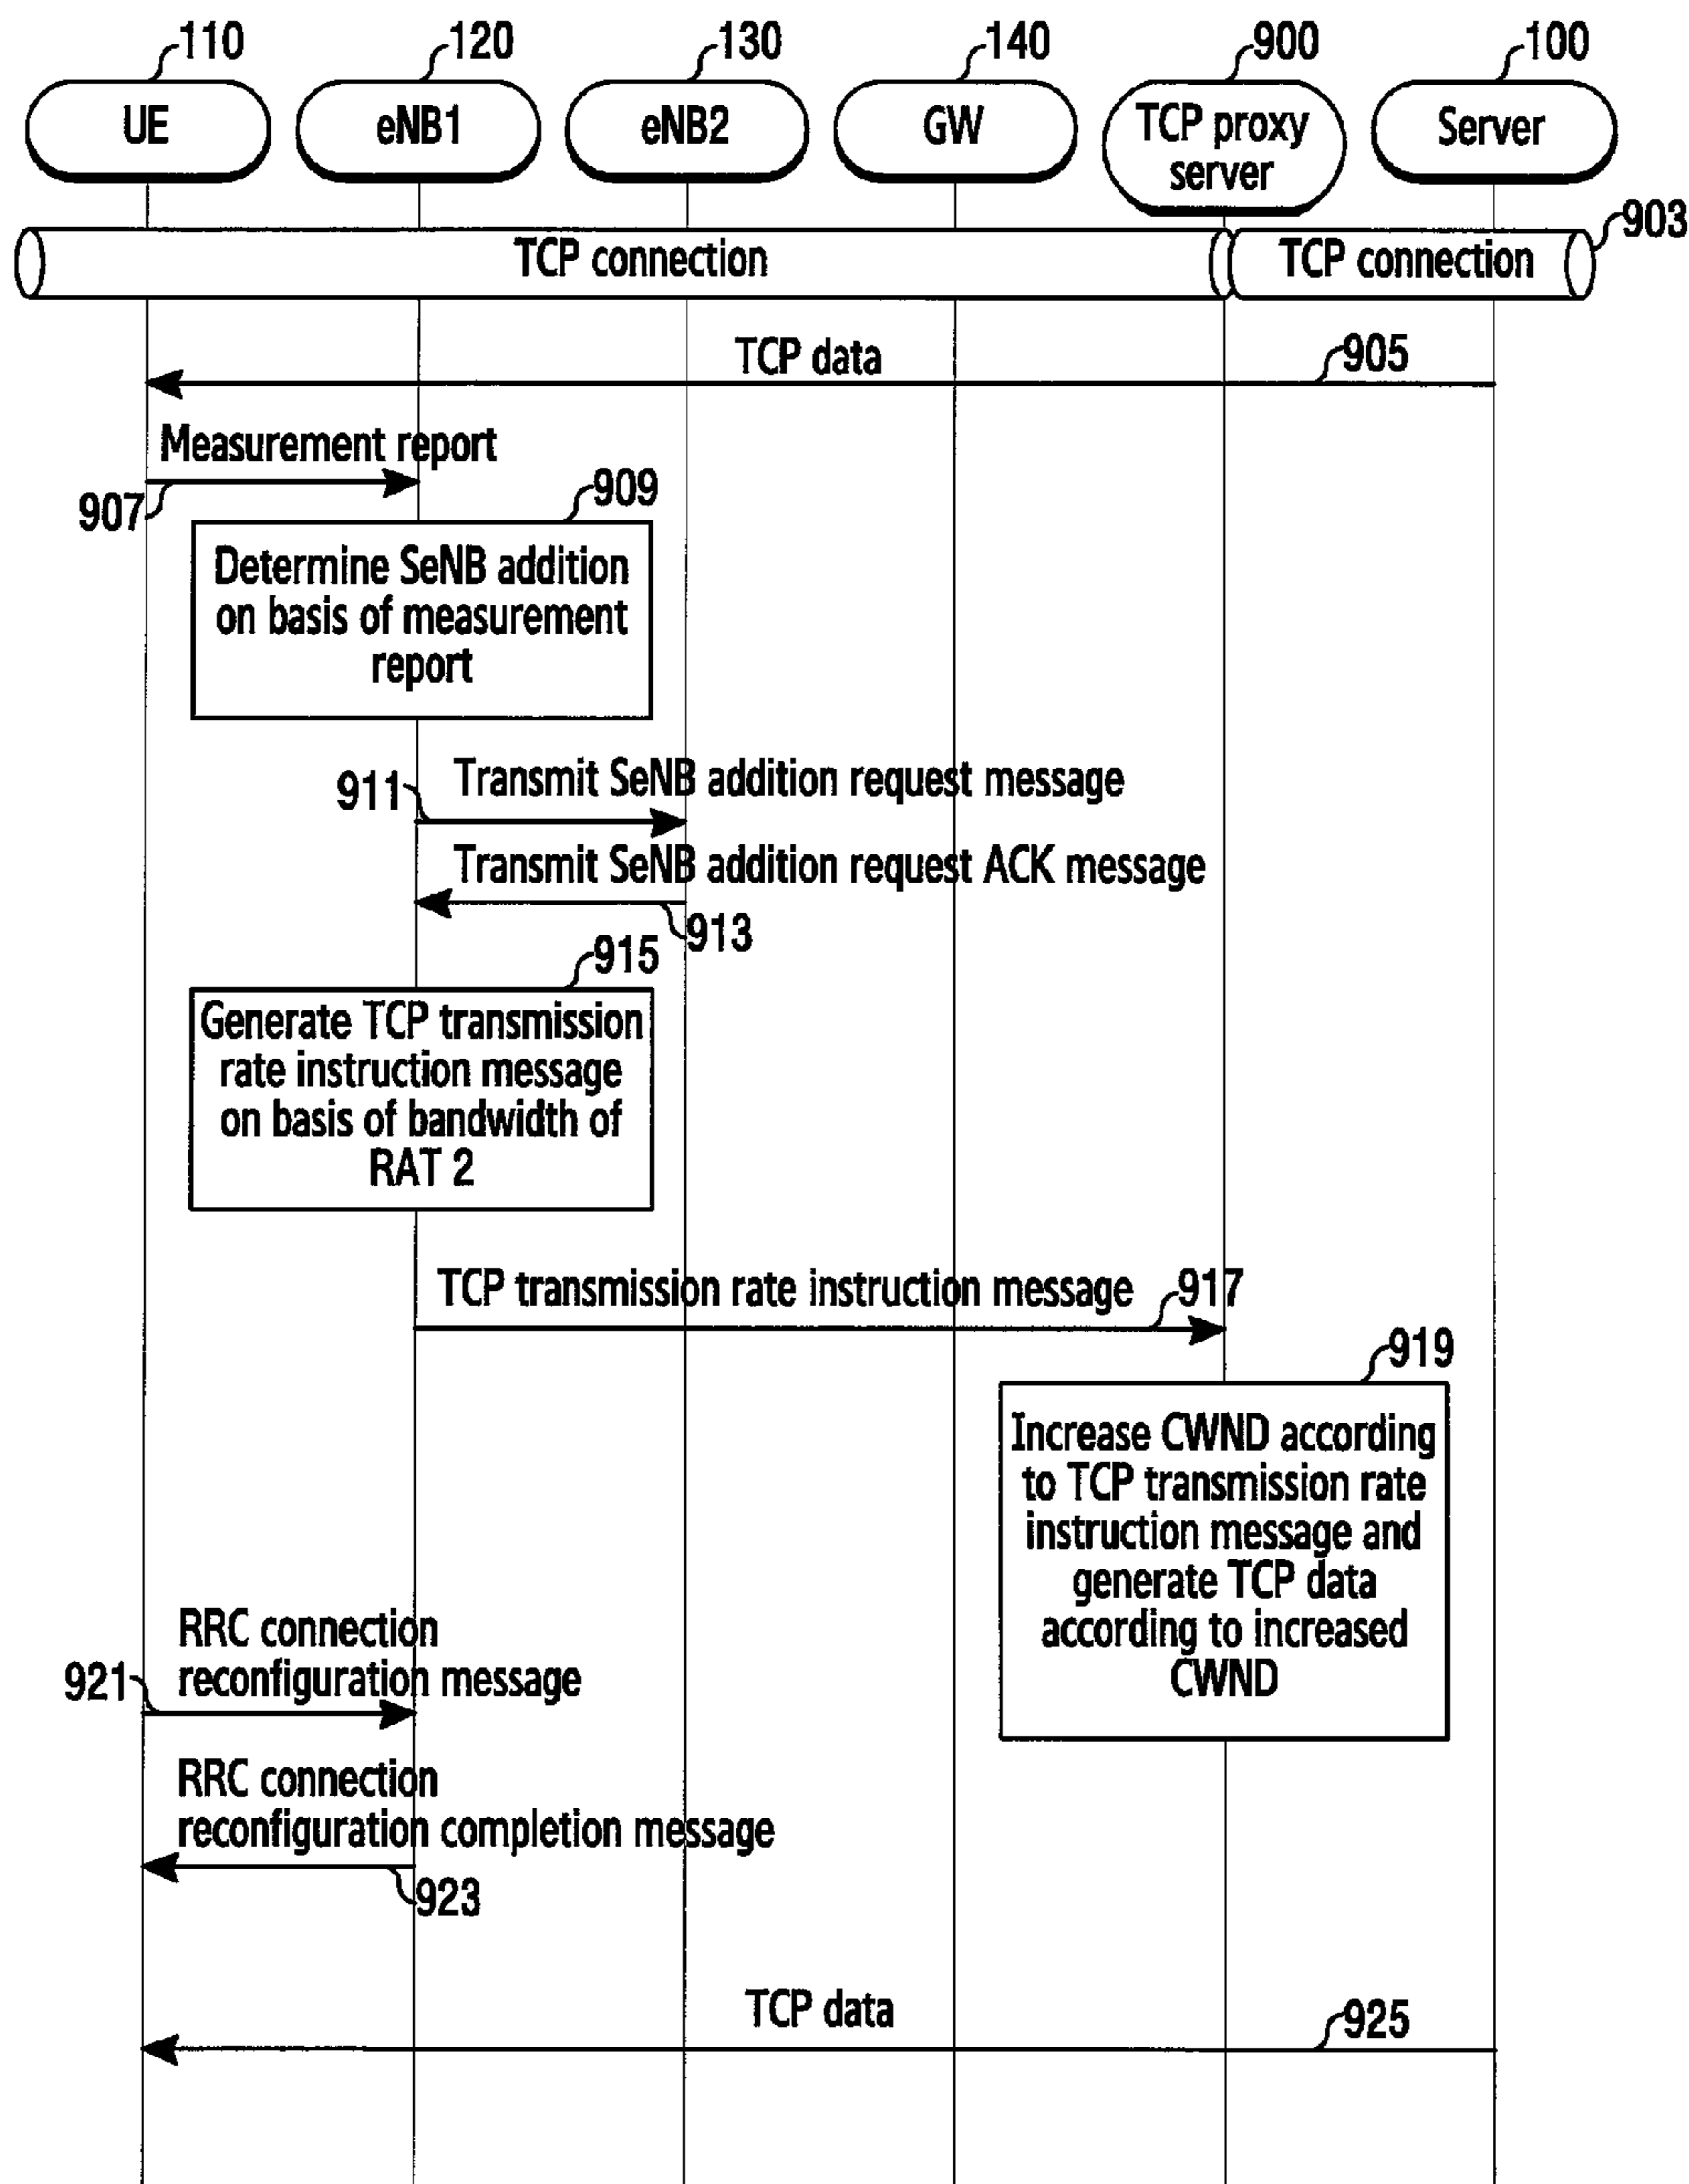 110
120
130
140
900
100
UE
eNB1
eNB2
GW
TCP proxy
server
Server
903
TCP connection
TCP connection
TCP data
905
Measurement report
907
909
Determine SeNB addition
on basis of measurement
report
911
Transmit SeNB addition request message
Transmit SeNB addition request ACK message
913
915
Generate TCP transmission
rate instruction message
on basis of bandwidth of
RAT 2
TCP transmission rate instruction message
917
919
Increase CWND according
to TCP transmission rate
instruction message and
generate TCP data
according to increased
CWND
RRC connection
reconfiguration message
921
RRC connection
reconfiguration completion message
923
TCP data
925